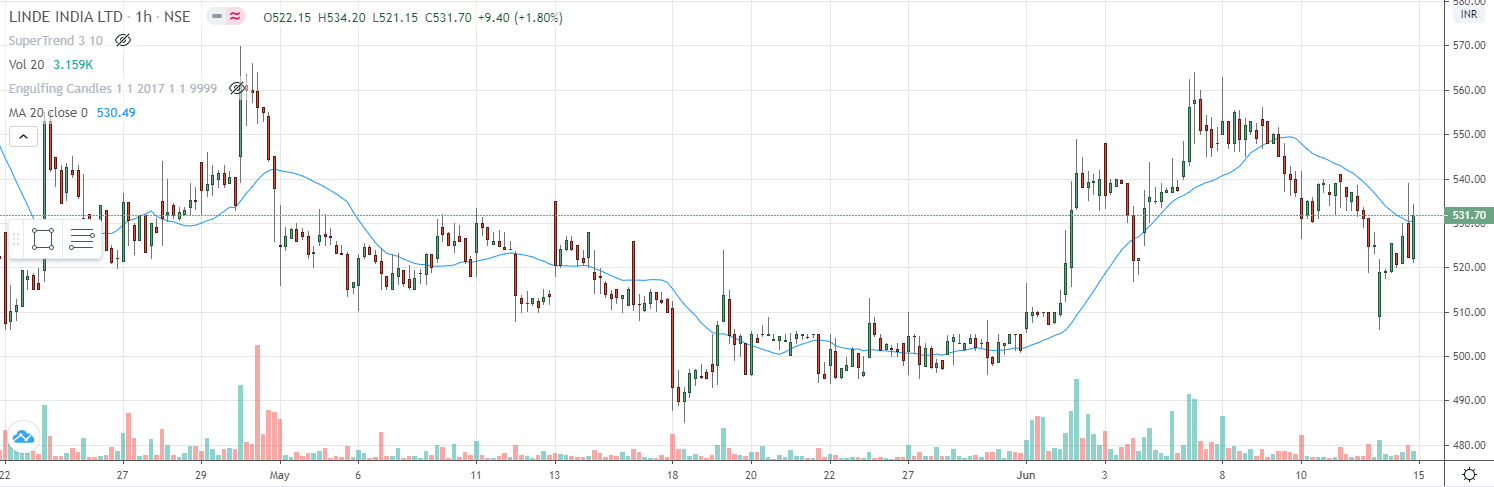 LINDE INDIA LTD · 1h · NSE O522.15 H534.20 L521.15 C531.70 +9.40 (+1.80%)
SuperTrend 3 10
Vol 20 3.159K
Engulfing Candles 1 1 2017 1 1 9999
MA 20 close 0 530.49
580.00
INR
570.00
560.00
550.00
540.00
531.70
530.00
520.00
510.00
500.00
490.00
480.00
22 27 29 May 6 11 13 18 20 22 27 Jun 3 8 10 15